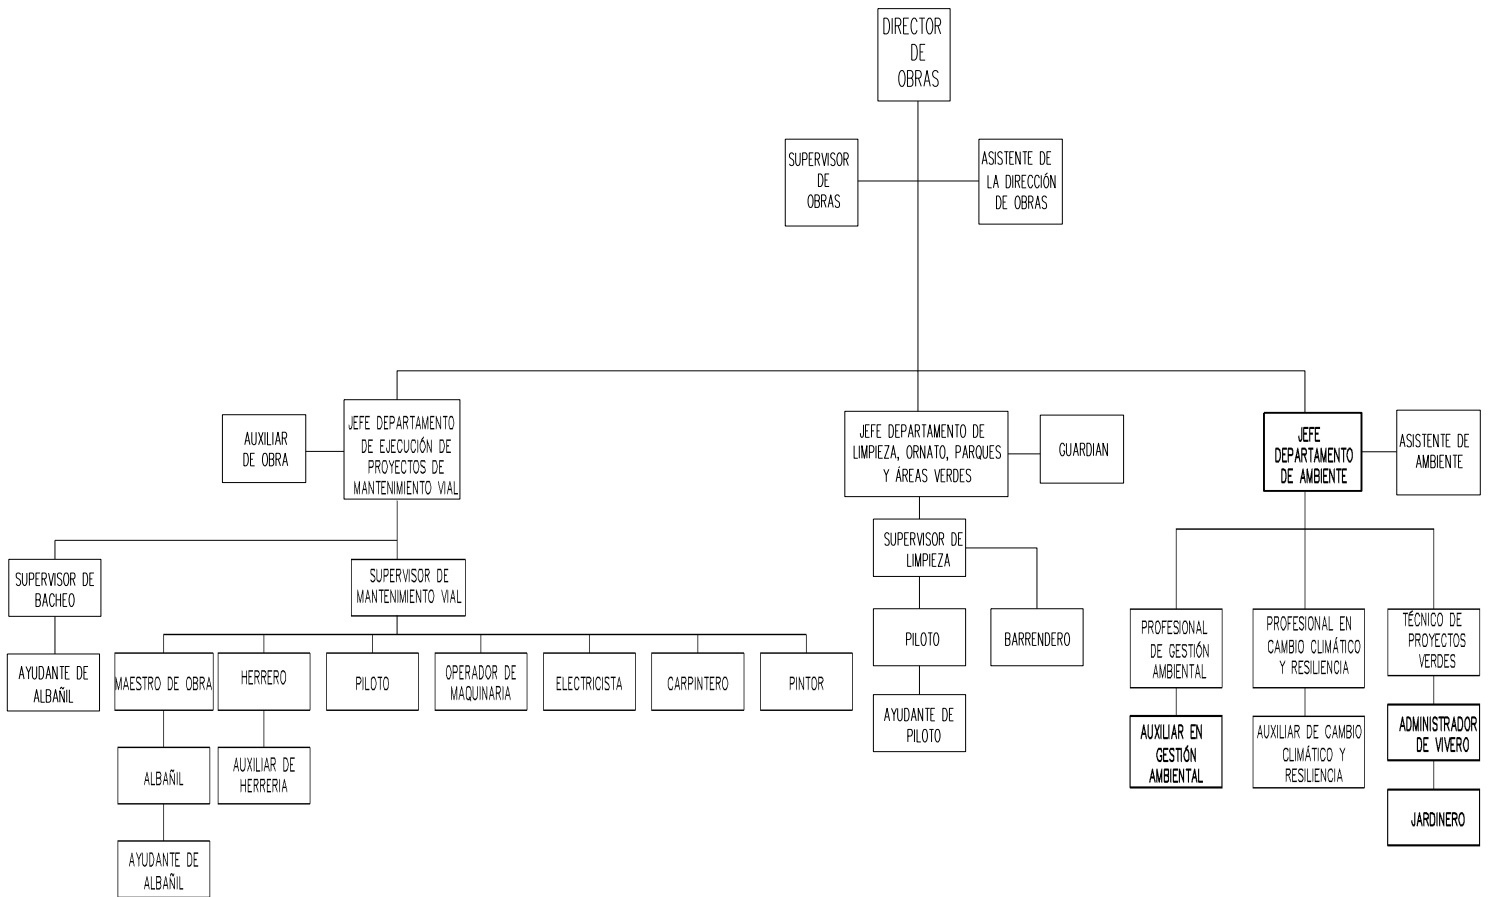 DIRECTOR
DE
OBRAS
SUPERVISOR
DE
OBRAS
ASISTENTE DE
LA DIRECCIÓN
DE OBRAS
AUXILIAR
DE OBRA
JEFE DEPARTAMENTO
DE EJECUCIÓN DE
PROYECTOS DE
MANTENIMIENTO VIAL
JEFE DEPARTAMENTO DE
LIMPIEZA, ORNATO, PARQUES
Y ÁREAS VERDES
GUARDIAN
JEFE
DEPARTAMENTO
DE AMBIENTE
ASISTENTE DE
AMBIENTE
SUPERVISOR DE
BACHEO
SUPERVISOR DE
MANTENIMIENTO VIAL
SUPERVISOR DE
LIMPIEZA
AYUDANTE DE
ALBAÑIL
MAESTRO DE OBRA
HERRERO
PILOTO
OPERADOR DE
MAQUINARIA
ELECTRICISTA
CARPINTERO
PINTOR
PILOTO
BARRENDERO
PROFESIONAL
DE GESTIÓN
AMBIENTAL
PROFESIONAL EN
CAMBIO CLIMÁTICO
Y RESILIENCIA
TÉCNICO DE
PROYECTOS
VERDES
ALBAÑIL
AUXILIAR DE
HERRERIA
AYUDANTE DE
PILOTO
AUXILIAR EN
GESTIÓN
AMBIENTAL
AUXILIAR DE CAMBIO
CLIMÁTICO Y
RESILIENCIA
ADMINISTRADOR
DE VIVERO
JARDINERO
AYUDANTE DE
ALBAÑIL